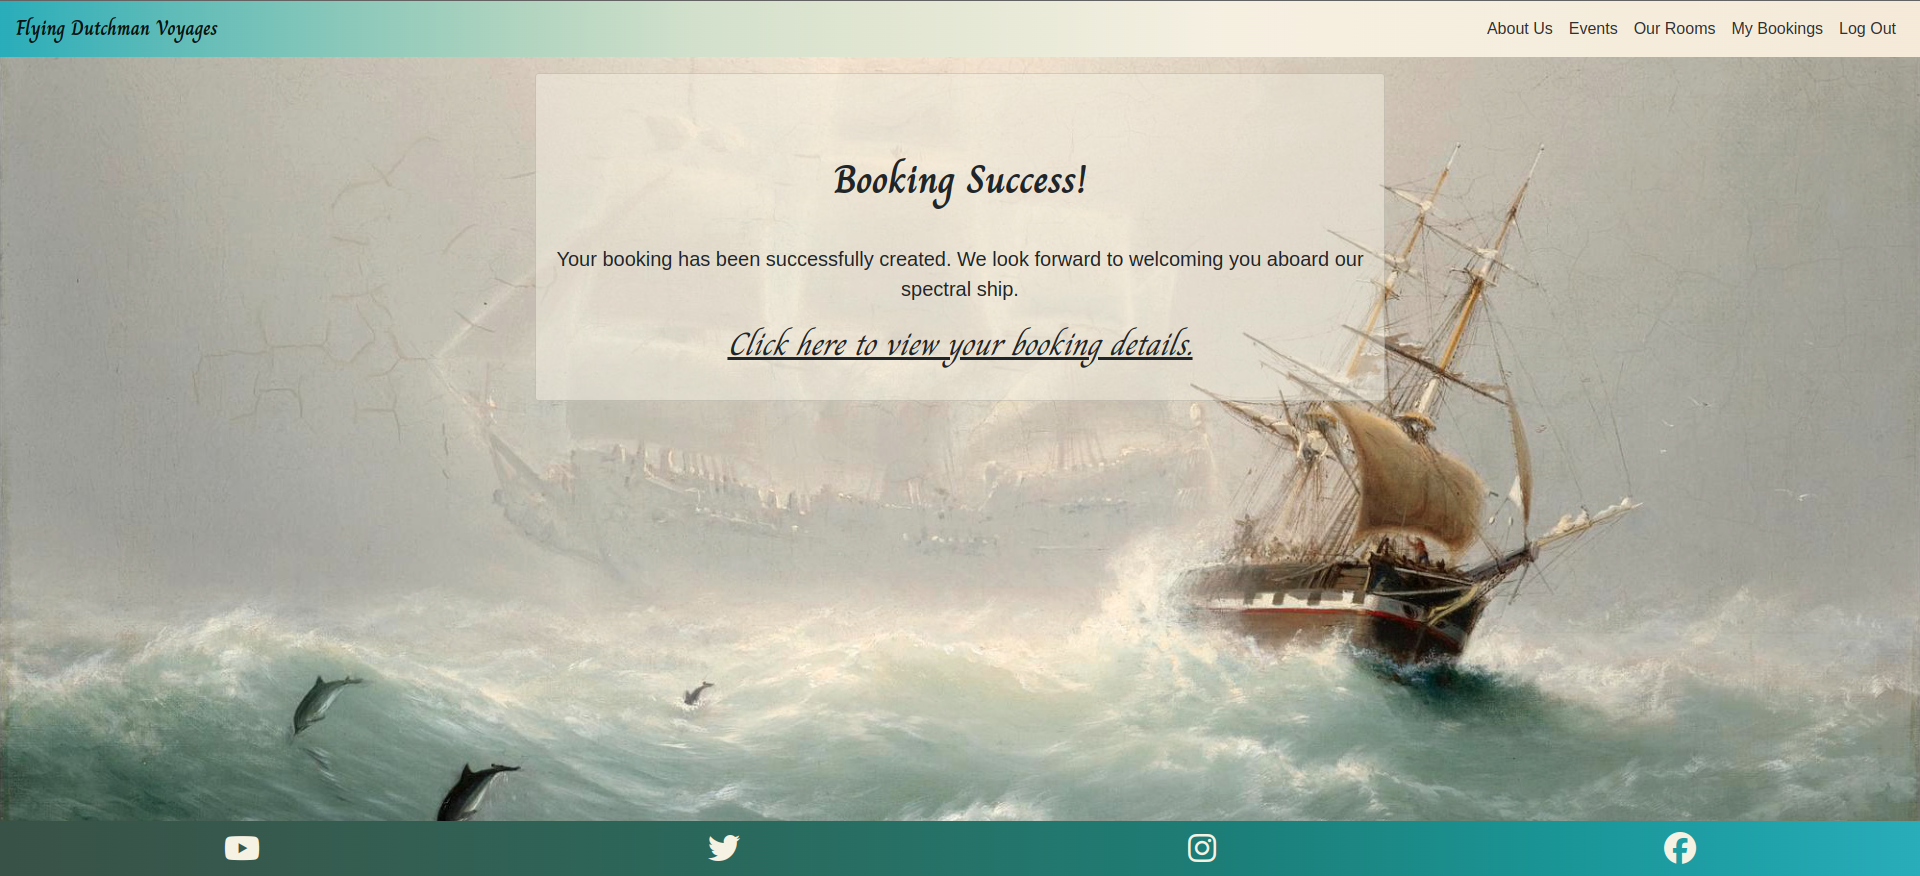 Flying Dutchman Voyages
About Us Events Our Rooms My Bookings Log Out
Booking Success!
Your booking has been successfully created. We look forward to welcoming you aboard our
spectral ship.
Click here to view your booking details.